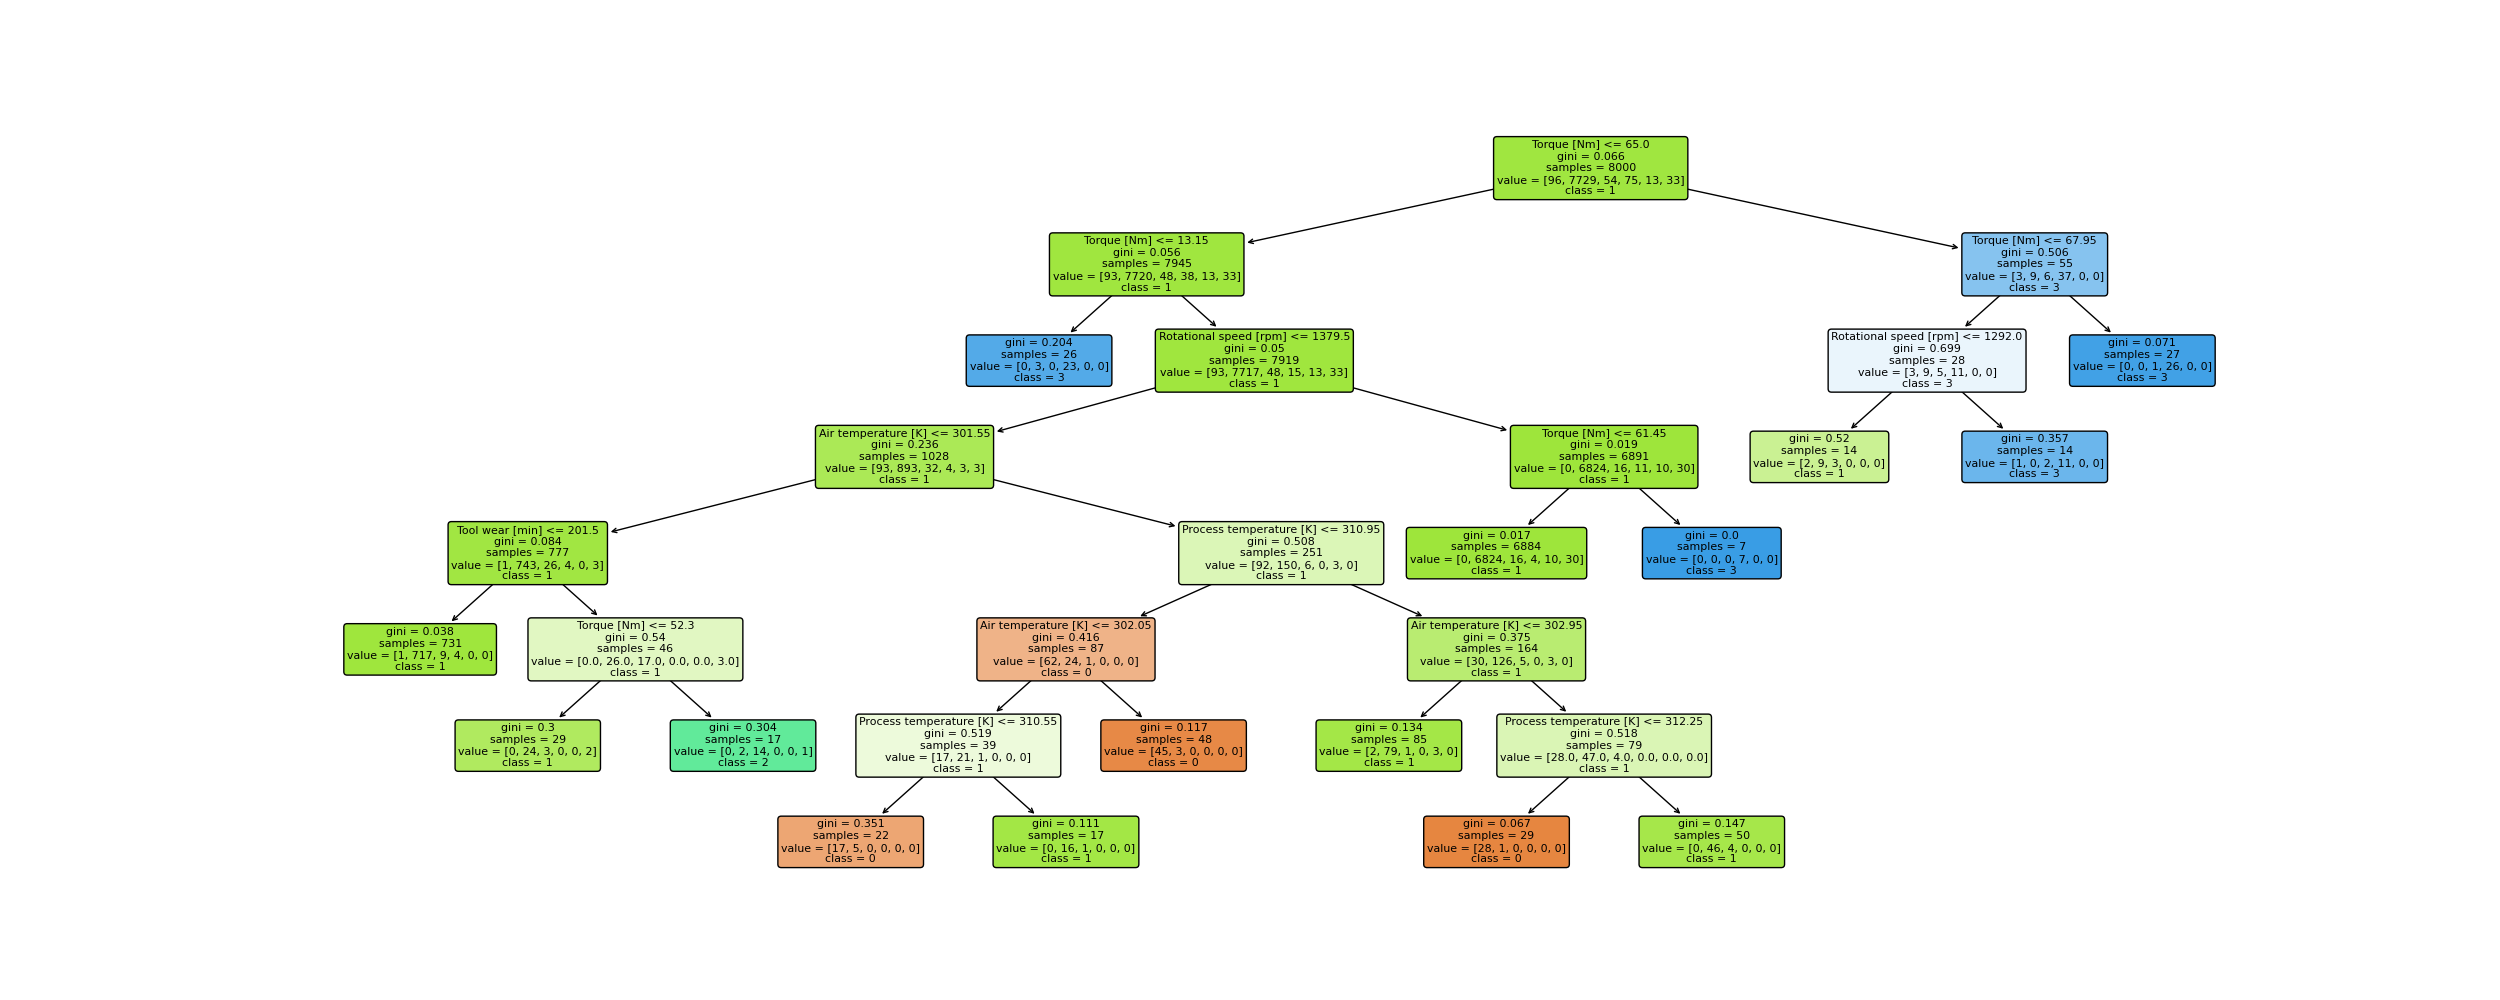 Torque [Nm] <= 65.0
gini = 0.066
samples = 8000
value = [96, 7729, 54, 75, 13, 33]
class = 1
Torque [Nm] <= 13.15
gini = 0.056
samples = 7945
value = [93, 7720, 48, 38, 13, 33]
class = 1
Torque [Nm] <= 67.95
gini = 0.506
samples = 55
value = [3, 9, 6, 37, 0, 0]
class = 3
gini = 0.204
samples = 26
value = [0, 3, 0, 23, 0, 0]
class = 3
Rotational speed [rpm] <= 1379.5
gini = 0.05
samples = 7919
value = [93, 7717, 48, 15, 13, 33]
class = 1
Rotational speed [rpm] <= 1292.0
gini = 0.699
samples = 28
value = [3, 9, 5, 11, 0, 0]
class = 3
gini = 0.071
samples = 27
value = [0, 0, 1, 26, 0, 0]
class = 3
Air temperature [K] <= 301.55
gini = 0.236
samples = 1028
value = [93, 893, 32, 4, 3, 3]
class = 1
Torque [Nm] <= 61.45
gini = 0.019
samples = 6891
value = [0, 6824, 16, 11, 10, 30]
class = 1
gini = 0.52
samples = 14
value = [2, 9, 3, 0, 0, 0]
class = 1
gini = 0.357
samples = 14
value = [1, 0, 2, 11, 0, 0]
class = 3
Tool wear [min] <= 201.5
gini = 0.084
samples = 777
value = [1, 743, 26, 4, 0, 3]
class = 1
Process temperature [K] <= 310.95
gini = 0.508
samples = 251
value = [92, 150, 6, 0, 3, 0]
class = 1
gini = 0.017
samples = 6884
value = [0, 6824, 16, 4, 10, 30]
class = 1
gini = 0.0
samples = 7
value = [0, 0, 0, 7, 0, 0]
class = 3
gini = 0.038
samples = 731
value = [1, 717, 9, 4, 0, 0]
class = 1
Torque [Nm] <= 52.3
gini = 0.54
samples = 46
value = [0.0, 26.0, 17.0, 0.0, 0.0, 3.0]
class = 1
Air temperature [K] <= 302.05
gini = 0.416
samples = 87
value = [62, 24, 1, 0, 0, 0]
class = 0
Air temperature [K] <= 302.95
gini = 0.375
samples = 164
value = [30, 126, 5, 0, 3, 0]
class = 1
gini = 0.3
samples = 29
value = [0, 24, 3, 0, 0, 2]
class = 1
gini = 0.304
samples = 17
value = [0, 2, 14, 0, 0, 1]
class = 2
Process temperature [K] <= 310.55
gini = 0.519
samples = 39
value = [17, 21, 1, 0, 0, 0]
class = 1
gini = 0.117
samples = 48
value = [45, 3, 0, 0, 0, 0]
class = 0
gini = 0.134
samples = 85
value = [2, 79, 1, 0, 3, 0]
class = 1
Process temperature [K] <= 312.25
gini = 0.518
samples = 79
value = [28.0, 47.0, 4.0, 0.0, 0.0, 0.0]
class = 1
gini = 0.351
samples = 22
value = [17, 5, 0, 0, 0, 0]
class = 0
gini = 0.111
samples = 17
value = [0, 16, 1, 0, 0, 0]
class = 1
gini = 0.067
samples = 29
value = [28, 1, 0, 0, 0, 0]
class = 0
gini = 0.147
samples = 50
value = [0, 46, 4, 0, 0, 0]
class = 1